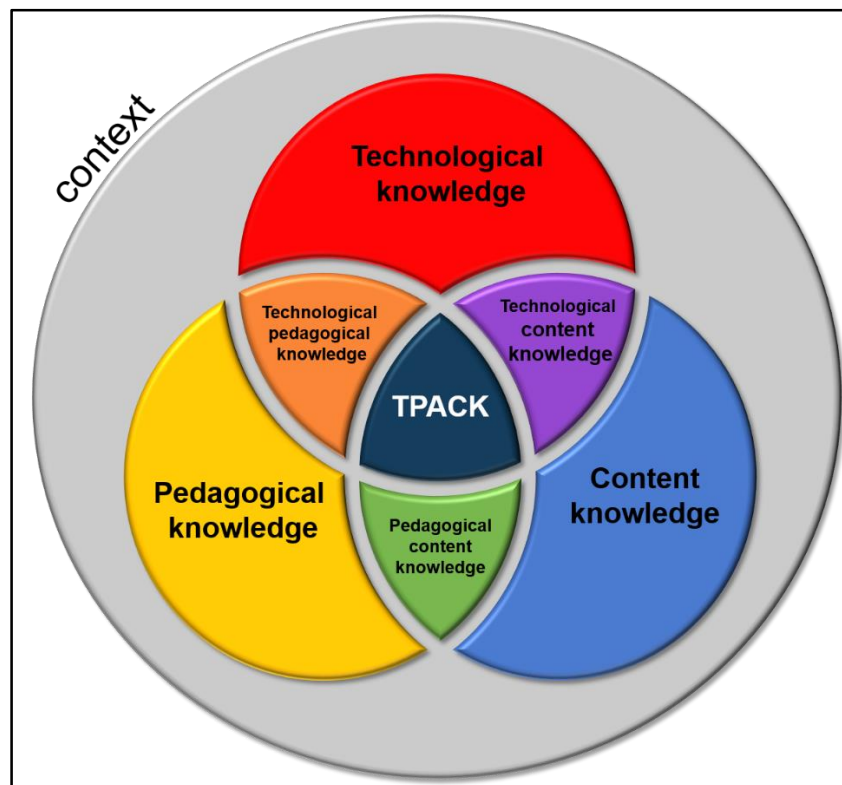 context
Technological
knowledge
Technological
pedagogical
knowledge
Technological
content
knowledge
TPACK
Pedagogical
knowledge
Content
knowledge
Pedagogical
content
knowledge